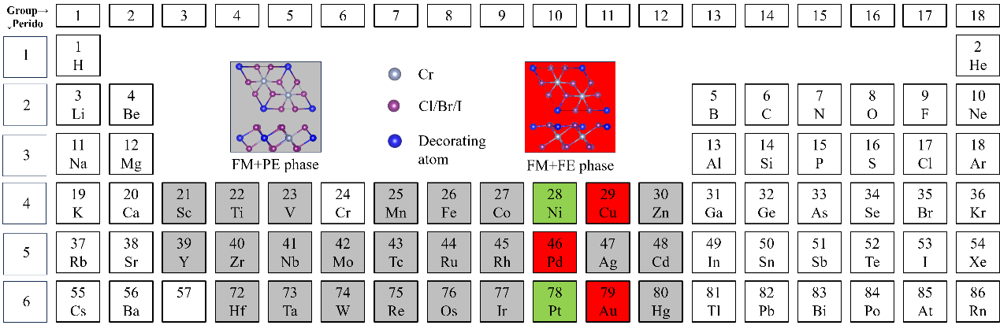 Group→ 1 2 3 4 5 6 7 8 9 10 11 12 13 14 15 16 17 18
Perido
1 1 2
H He
Cr
2 3 4 5 6 7 8 9 10
Li Be Cl/Br/I B C N O F Ne
3 11 12 Decorating 13 14 15 16 17 18
Na Mg atom Al Si P S Cl Ar
FM+PE phase FM+FE phase
4 19 20 21 22 23 24 25 26 27 28 29 30 31 32 33 34 35 36
K Ca Sc Ti V Cr Mn Fe Co Ni Cu Zn Ga Ge As Se Br Kr
5 37 38 39 40 41 42 43 44 45 46 47 48 49 50 51 52 53 54
Rb Sr Y Zr Nb Mo Tc Ru Rh Pd Ag Cd In Sn Sb Te I Xe
6 55 56 57 72 73 74 75 76 77 78 79 80 81 82 83 84 85 86
Cs Ba Hf Ta W Re Os Ir Pt Au Hg Tl Pb Bi Po At Rn